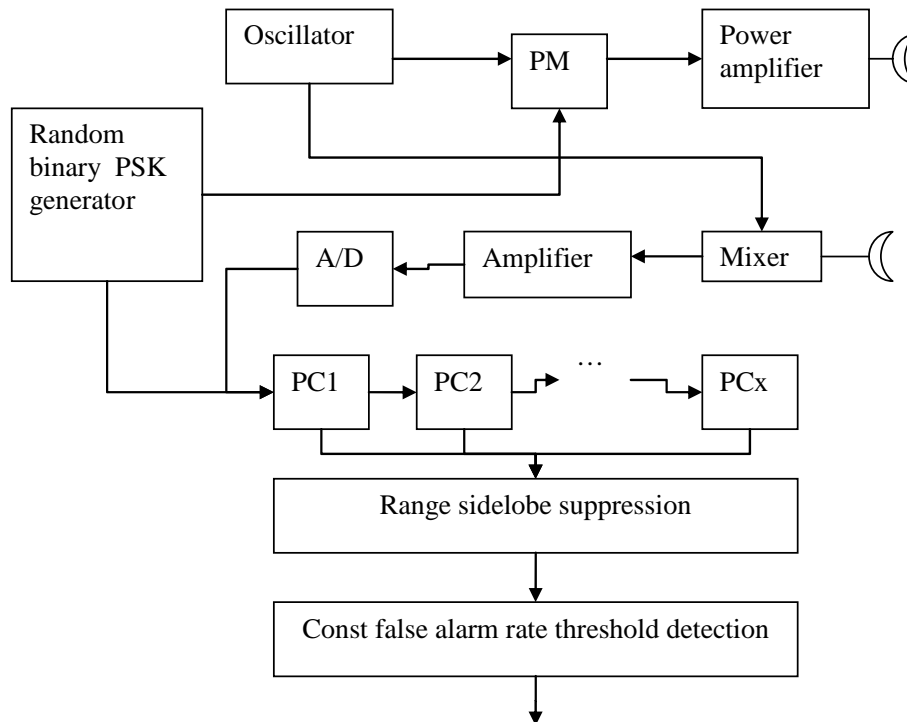 Oscillator
PM
Power
amplifier
Random
binary PSK
generator
A/D
Amplifier
Mixer
PC1
PC2
...
PCx
Range sidelobe suppression
Const false alarm rate threshold detection